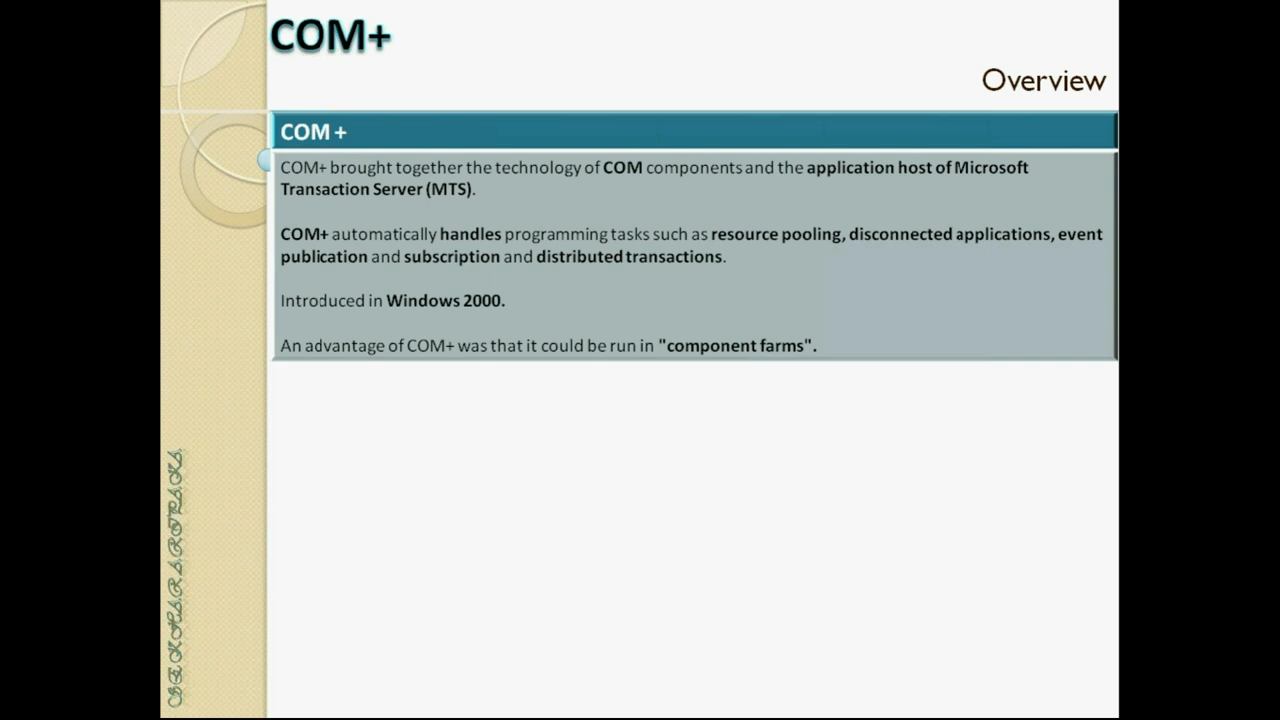 COM+
Overview
COM +
COM+ brought together the technology of COM components and the application host of Microsoft
Transaction Server (MTS).
COM+ automatically handles programming tasks such as resource pooling, disconnected applications, event
publication and subscription and distributed transactions.
Introduced in Windows 2000.
An advantage of COM+ was that it could be run in "component farms".